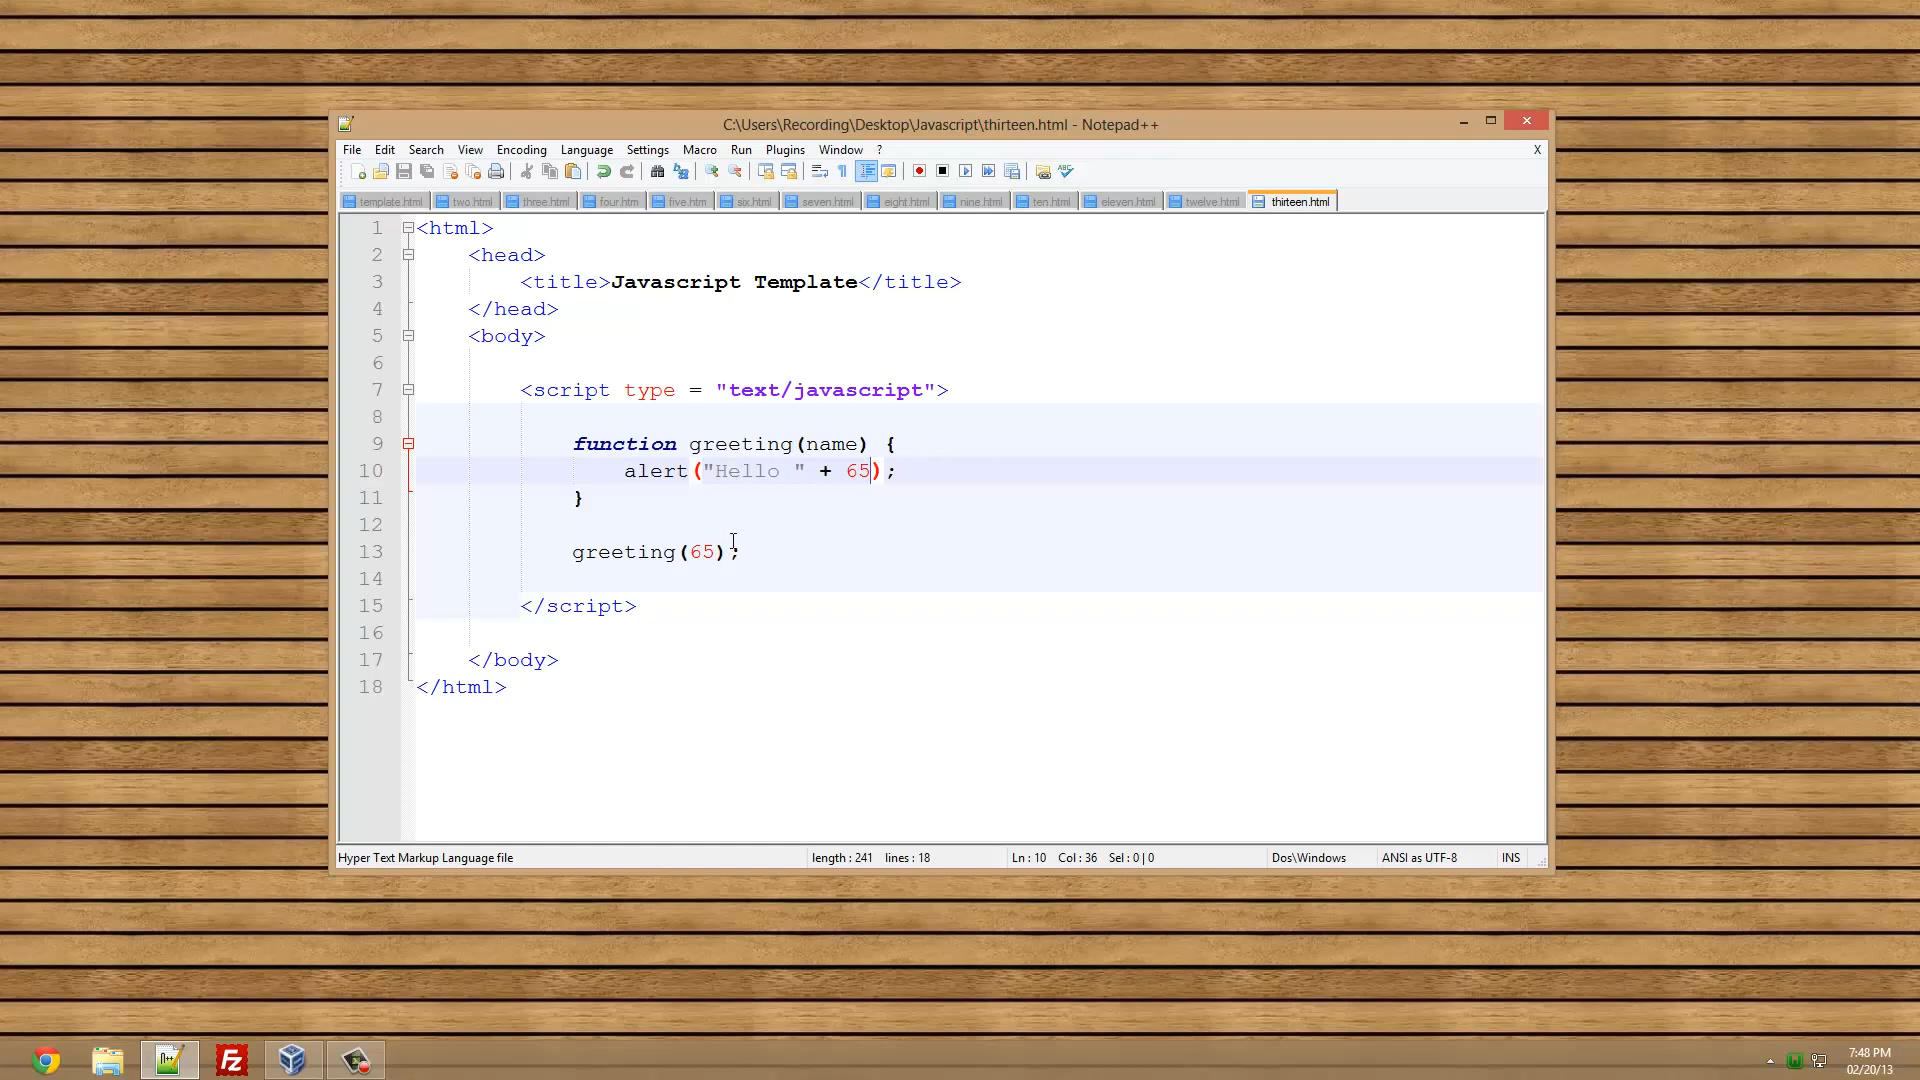 C:\Users\Recording\Desktop\Javascript\thirteen.html - Notepad++
File Edit Search View Encoding Language Settings Macro Run Plugins Window ? X
template.html two.html three.html four.htm five.htm six.html seven.html eight.html nine.html ten.html eleven.html twelve.html thirteen.html
1 <html>
2 <head>
3 <title>Javascript Template</title>
4 </head>
5 <body>
6
7 <script type = "text/javascript">
8
9 function greeting(name) {
10 alert("Hello " + 65);
11 }
12
13 greeting(65);
14
15 </script>
16
17 </body>
18 </html>
Hyper Text Markup Language file length : 241 lines : 18 Ln : 10 Col : 36 Sel : 0 | 0 Dos\Windows ANSI as UTF-8 INS
7:48 PM
02/20/13